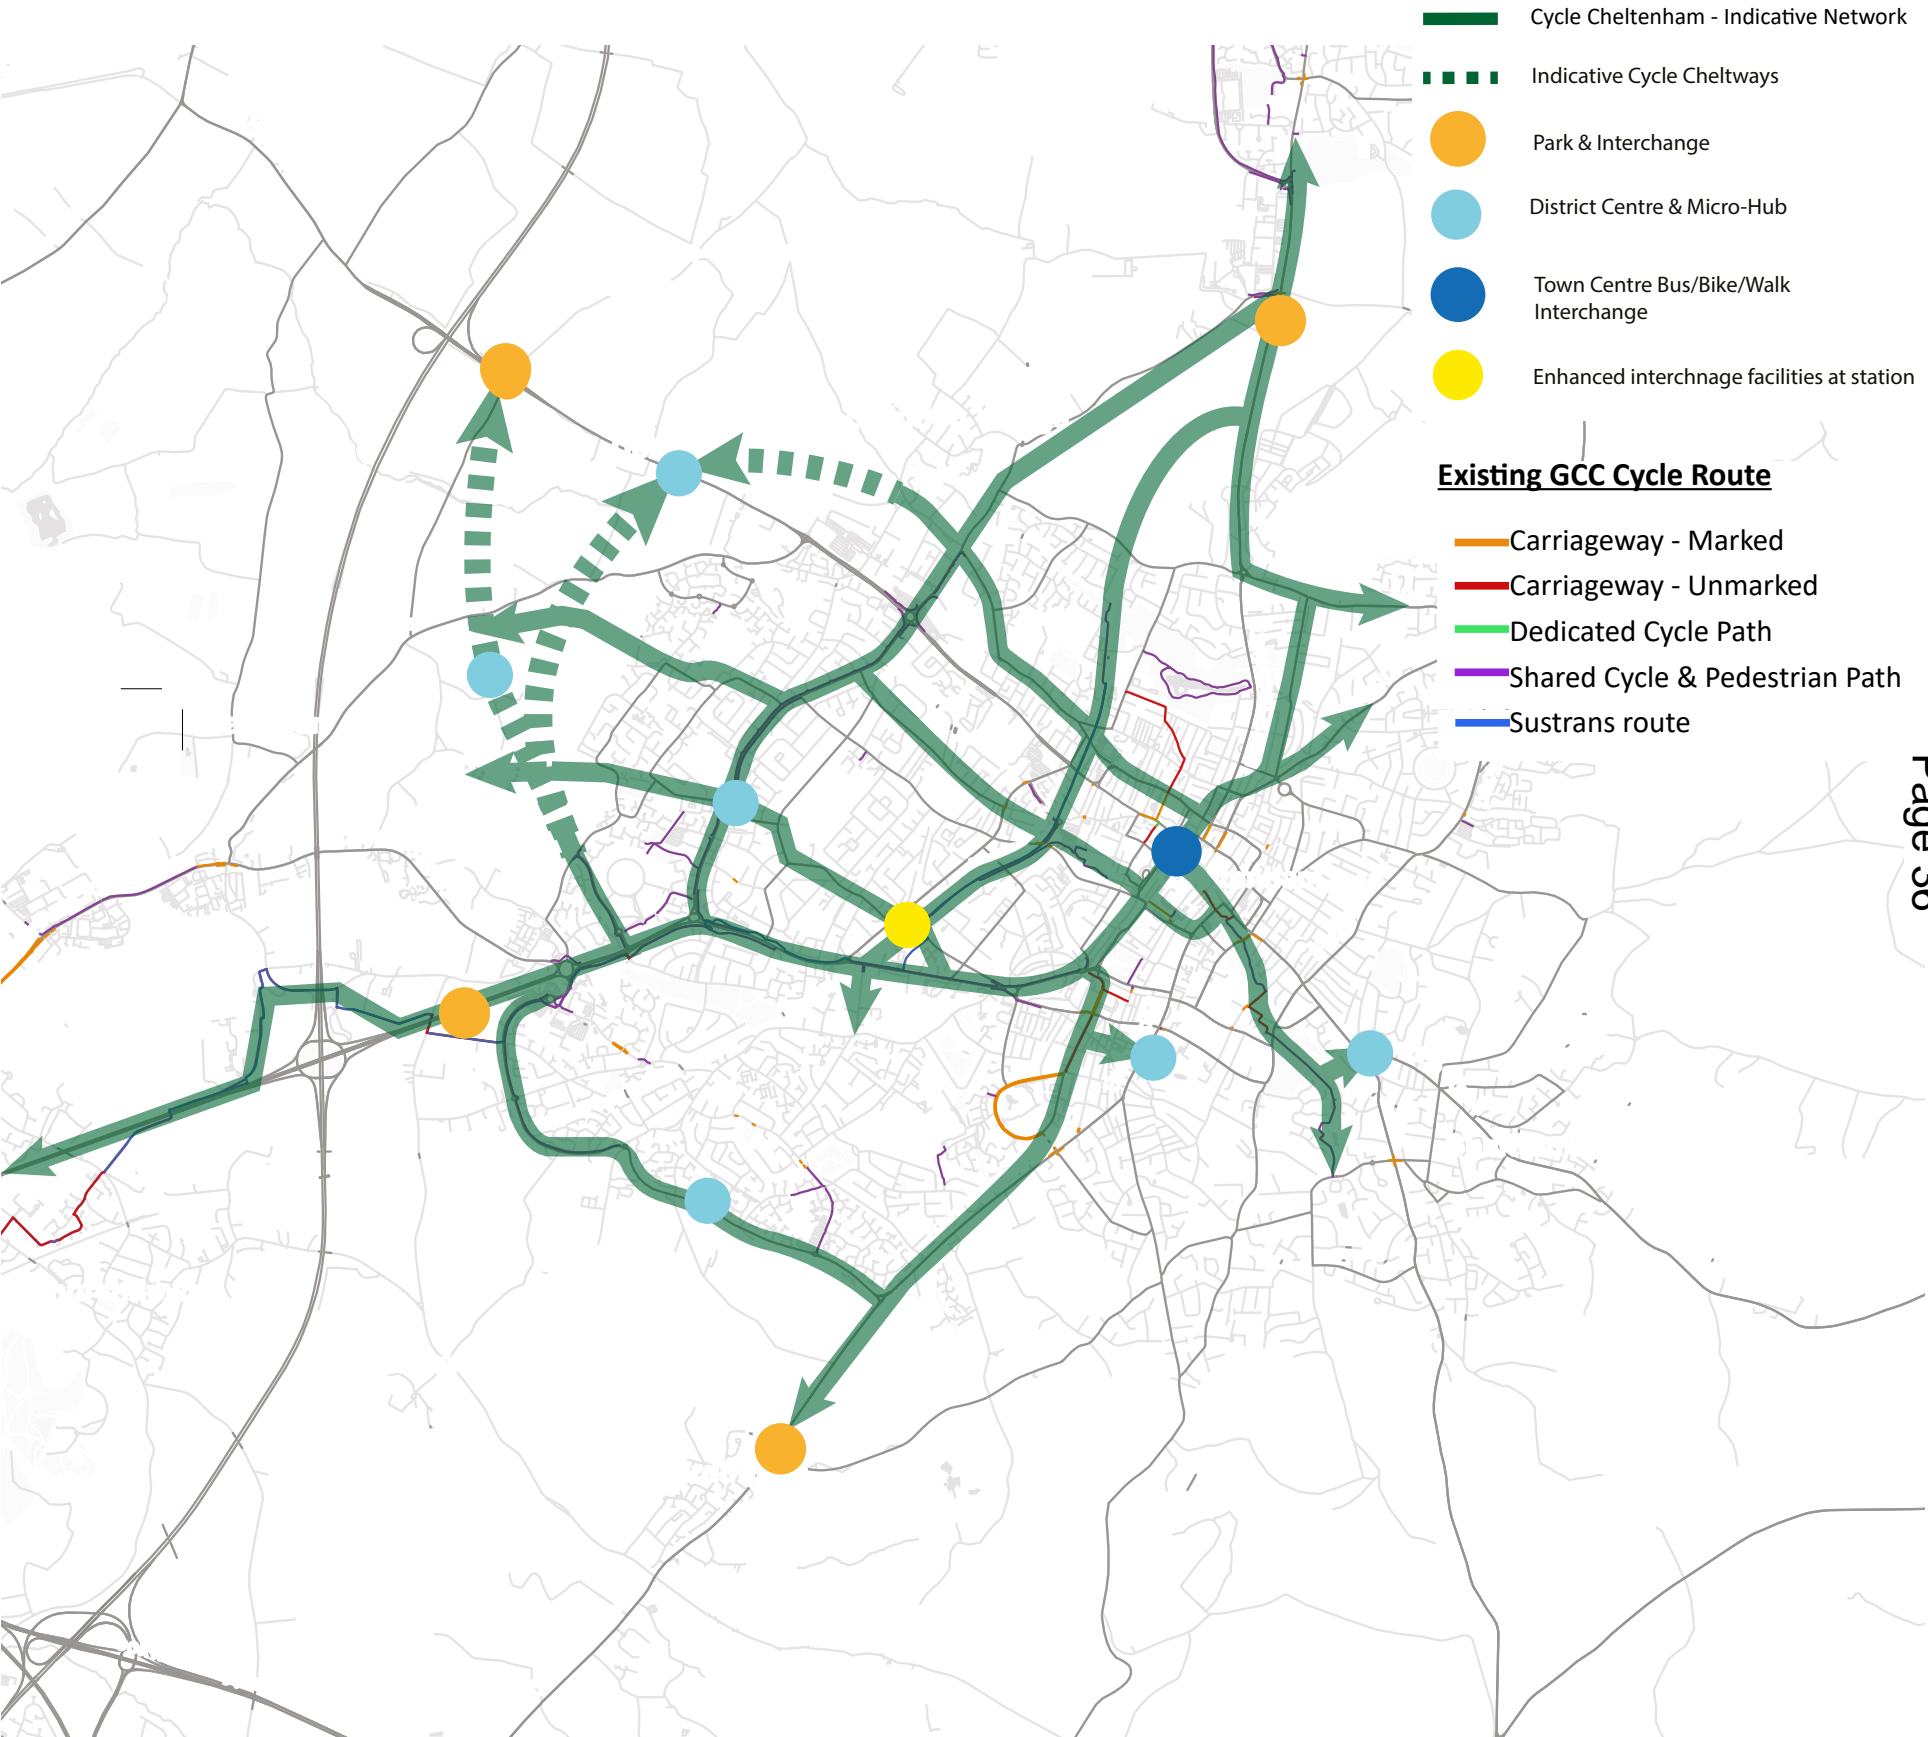 Cycle Cheltenham - Indicative Network
Indicative Cycle Cheltways
Park & Interchange
District Centre & Micro-Hub
Town Centre Bus/Bike/Walk
Interchange
Enhanced interchnage facilities at station
Existing GCC Cycle Route
Carriageway - Marked
Carriageway - Unmarked
Dedicated Cycle Path
Shared Cycle & Pedestrian Path
Sustrans route
Page